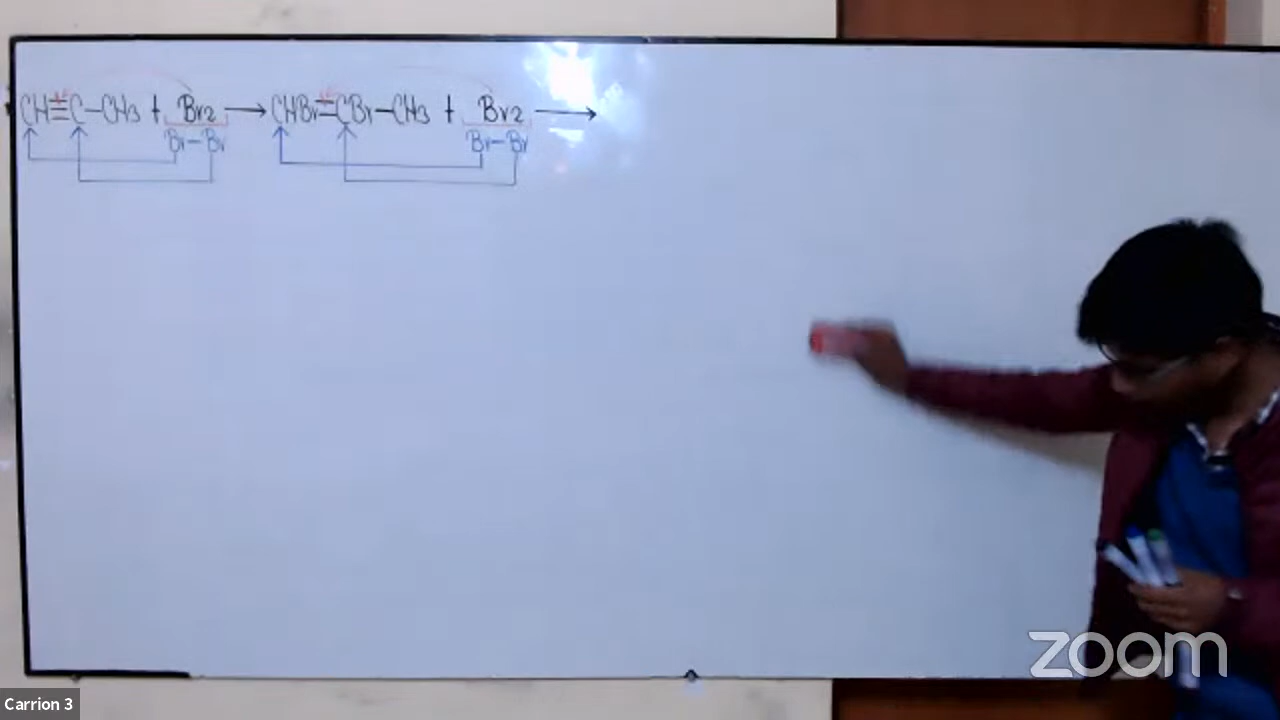 CH≡C-CH3 + Br2 → CHBr=CBr-CH3 + Br2 →
Br-Br Br-Br
zoom
Carrion 3